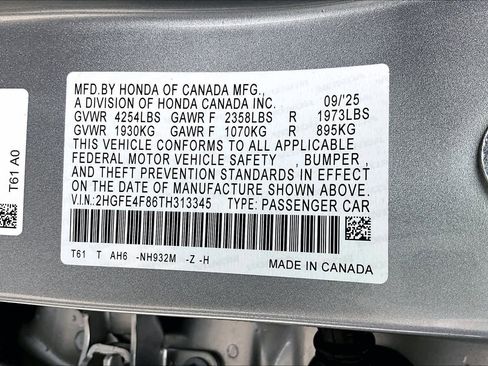 MFD.BY HONDA OF CANADA MFG.,
A DIVISION OF HONDA CANADA INC. 09/'25
GVWR 4254LBS GAWR F 2358LBS R 1973LBS
GVWR 1930KG GAWR F 1070KG R 895KG
THIS VEHICLE CONFORMS TO ALL APPLICABLE
FEDERAL MOTOR VEHICLE SAFETY , BUMPER ,
AND THEFT PREVENTION STANDARDS IN EFFECT
ON THE DATE OF MANUFACTURE SHOWN ABOVE.
V.I.N.:2HGFE4F86TH313345 TYPE: PASSENGER CAR
T61 T AH6 -NH932M -Z -H
MADE IN CANADA
T61 A0